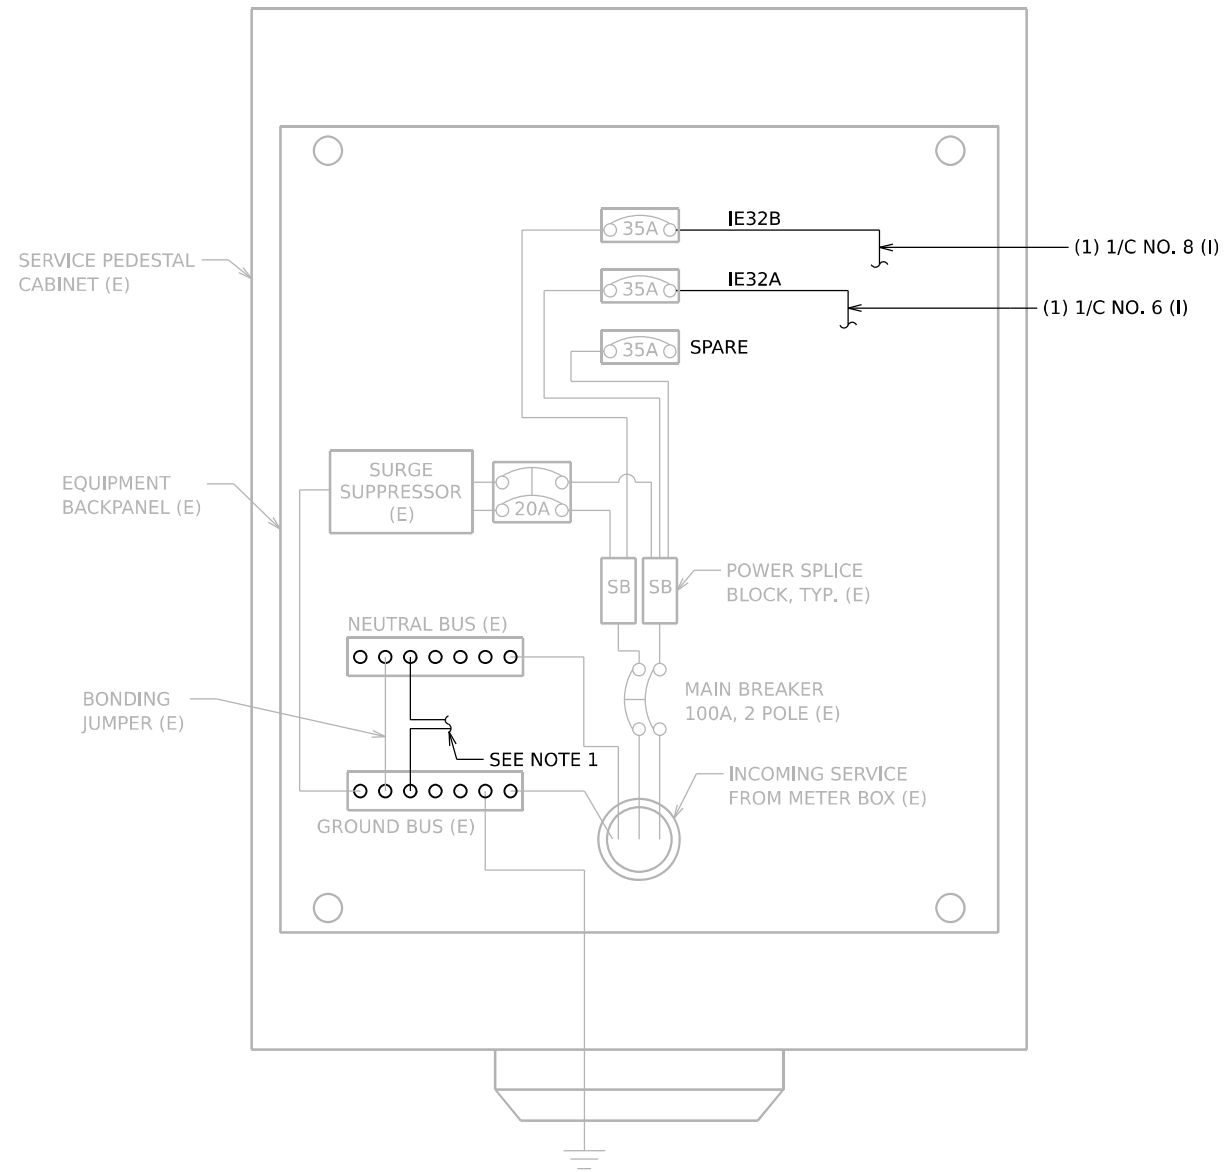 IE32B
35A
(1) 1/C NO. 8 (I)
SERVICE PEDESTAL
CABINET (E)
IE32A
35A
(1) 1/C NO. 6 (I)
35A
SPARE
SURGE
SUPPRESSOR
(E)
20A
EQUIPMENT
BACKPANEL (E)
SB
SB
POWER SPLICE
BLOCK, TYP. (E)
NEUTRAL BUS (E)
BONDING
JUMPER (E)
MAIN BREAKER
100A, 2 POLE (E)
SEE NOTE 1
INCOMING SERVICE
FROM METER BOX (E)
GROUND BUS (E)